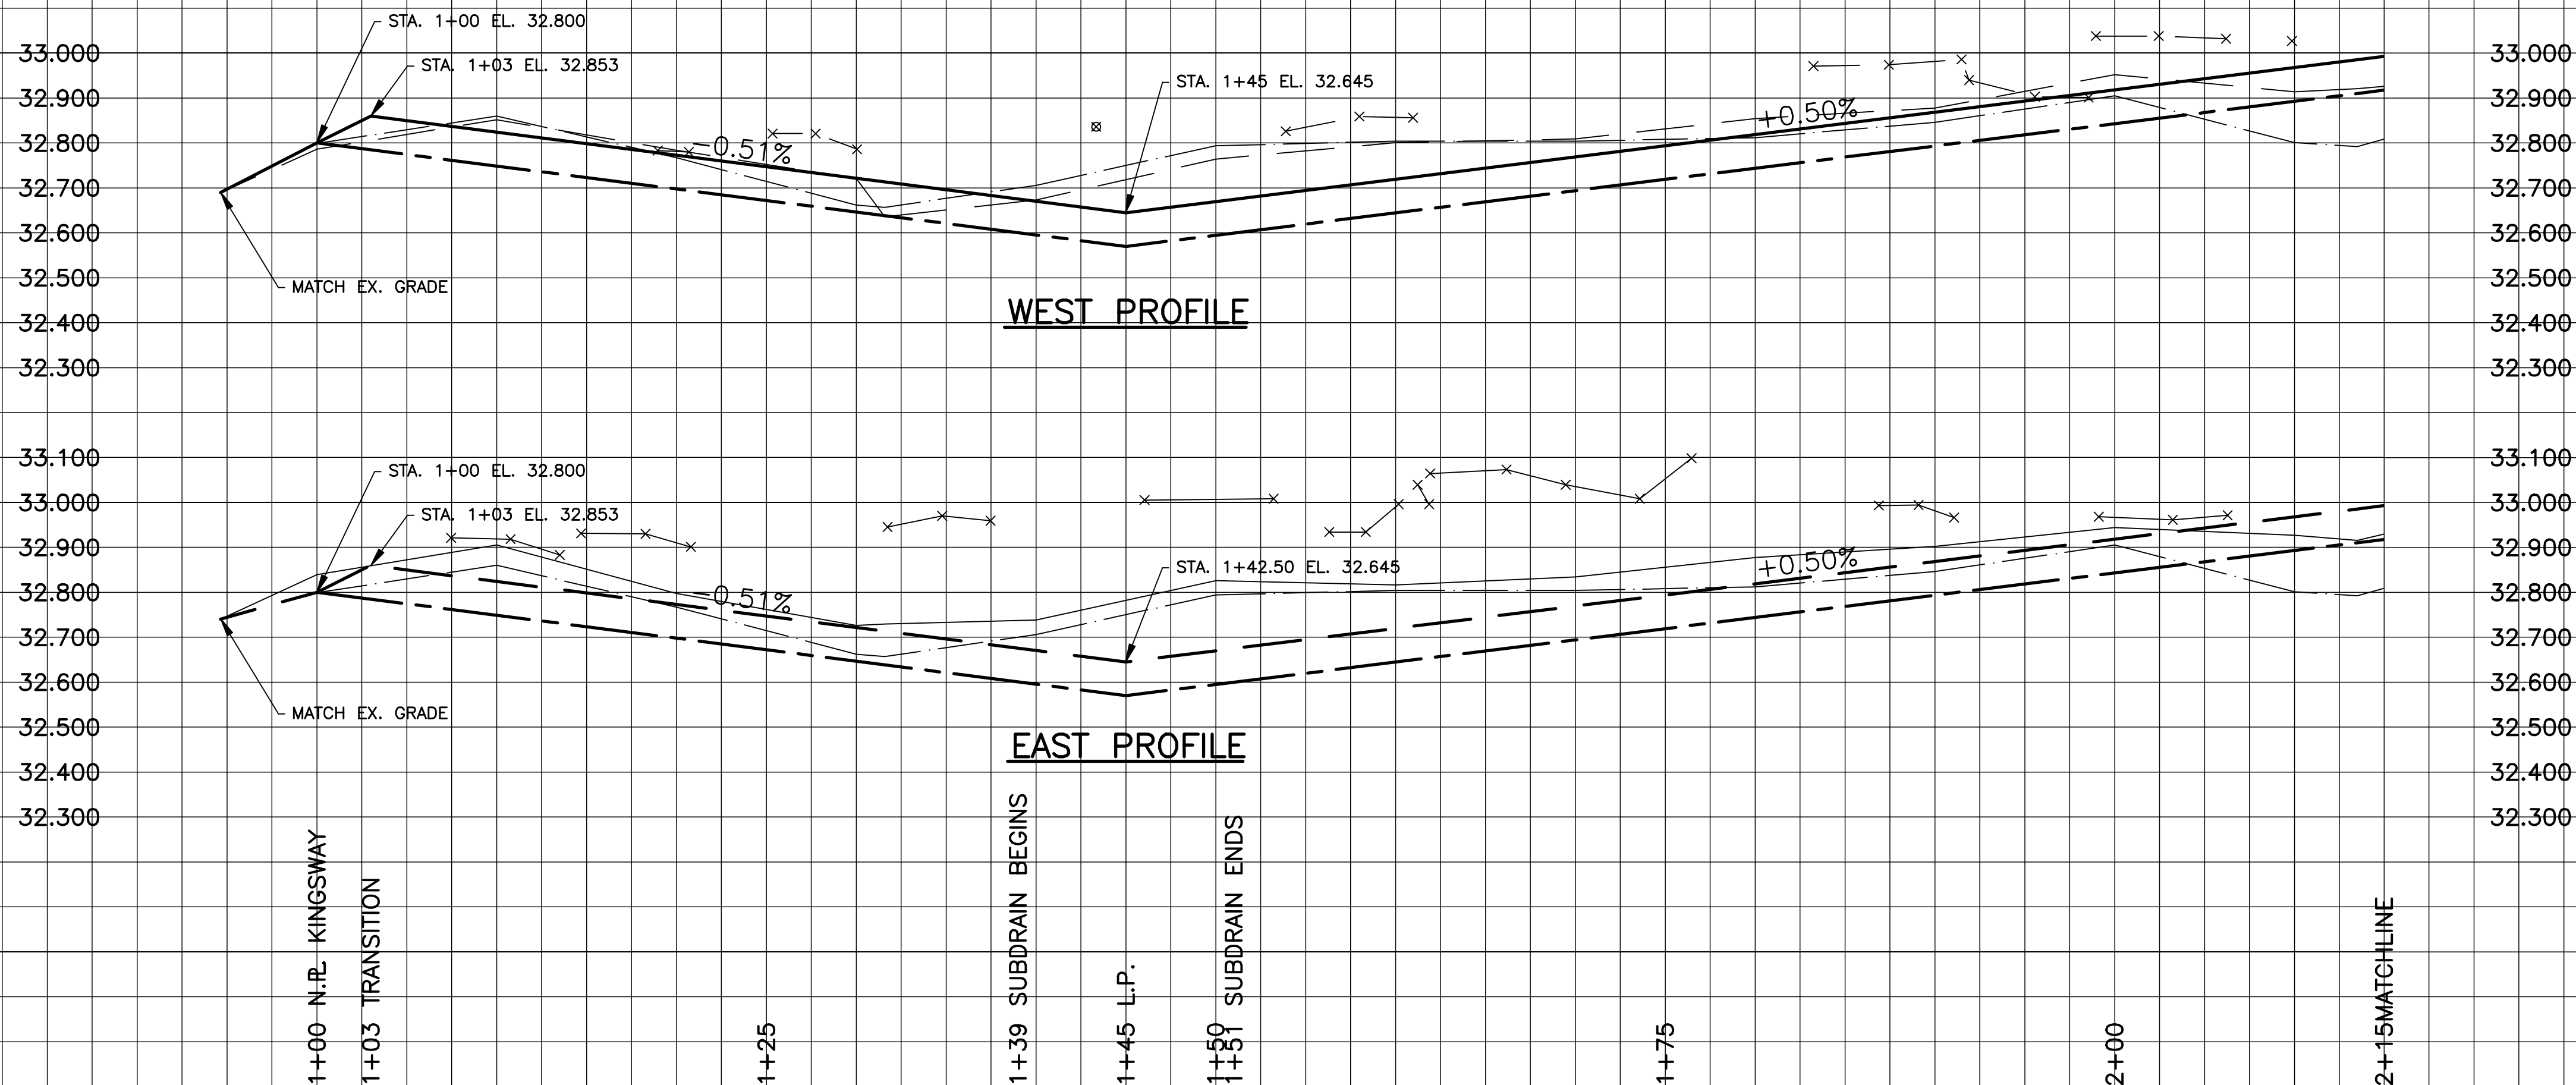 STA. 1+00 EL. 32.800
33.000 33.000
STA. 1+03 EL. 32.853
STA. 1+45 EL. 32.645
32.900 32.900
+0.50%
32.800 32.800
-0.51%
32.700 32.700
32.600 32.600
32.500 32.500
MATCH EX. GRADE
WEST PROFILE
32.400 32.400
32.300 32.300
33.100 33.100
STA. 1+00 EL. 32.800
33.000 33.000
STA. 1+03 EL. 32.853
32.900 32.900
STA. 1+42.50 EL. 32.645
+0.50%
32.800 32.800
-0.51%
32.700 32.700
32.600 32.600
MATCH EX. GRADE
32.500 32.500
EAST PROFILE
32.400 32.400
32.300 32.300
1+00 N.P.L. KINGSWAY
1+03 TRANSITION
1+25
1+39 SUBDRAIN BEGINS
1+45 L.P.
1+50
1+51 SUBDRAIN ENDS
1+75
2+00
2+15MATCHLINE